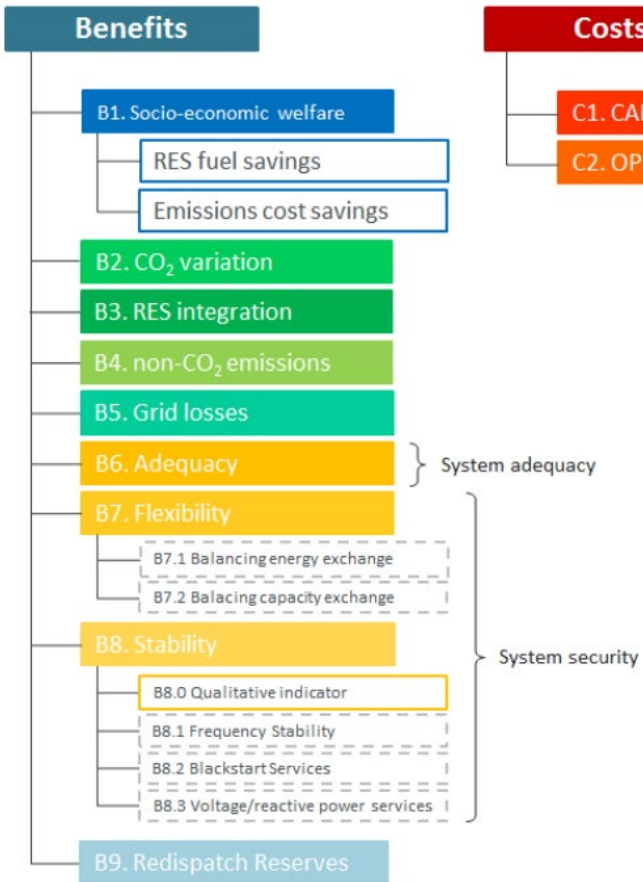 Benefits
B1. Socio-economic welfare
RES fuel savings
Emissions cost savings
B2. CO₂ variation
B3. RES integration
B4. non-CO₂ emissions
B5. Grid losses
B6. Adequacy
System adequacy
B7. Flexibility
B7.1 Balancing energy exchange
B7.2 Balacing capacity exchange
B8. Stability
System security
B8.0 Qualitative indicator
B8.1 Frequency Stability
B8.2 Blackstart Services
B8.3 Voltage/reactive power services
B9. Redispatch Reserves
Costs
C1.
C2.